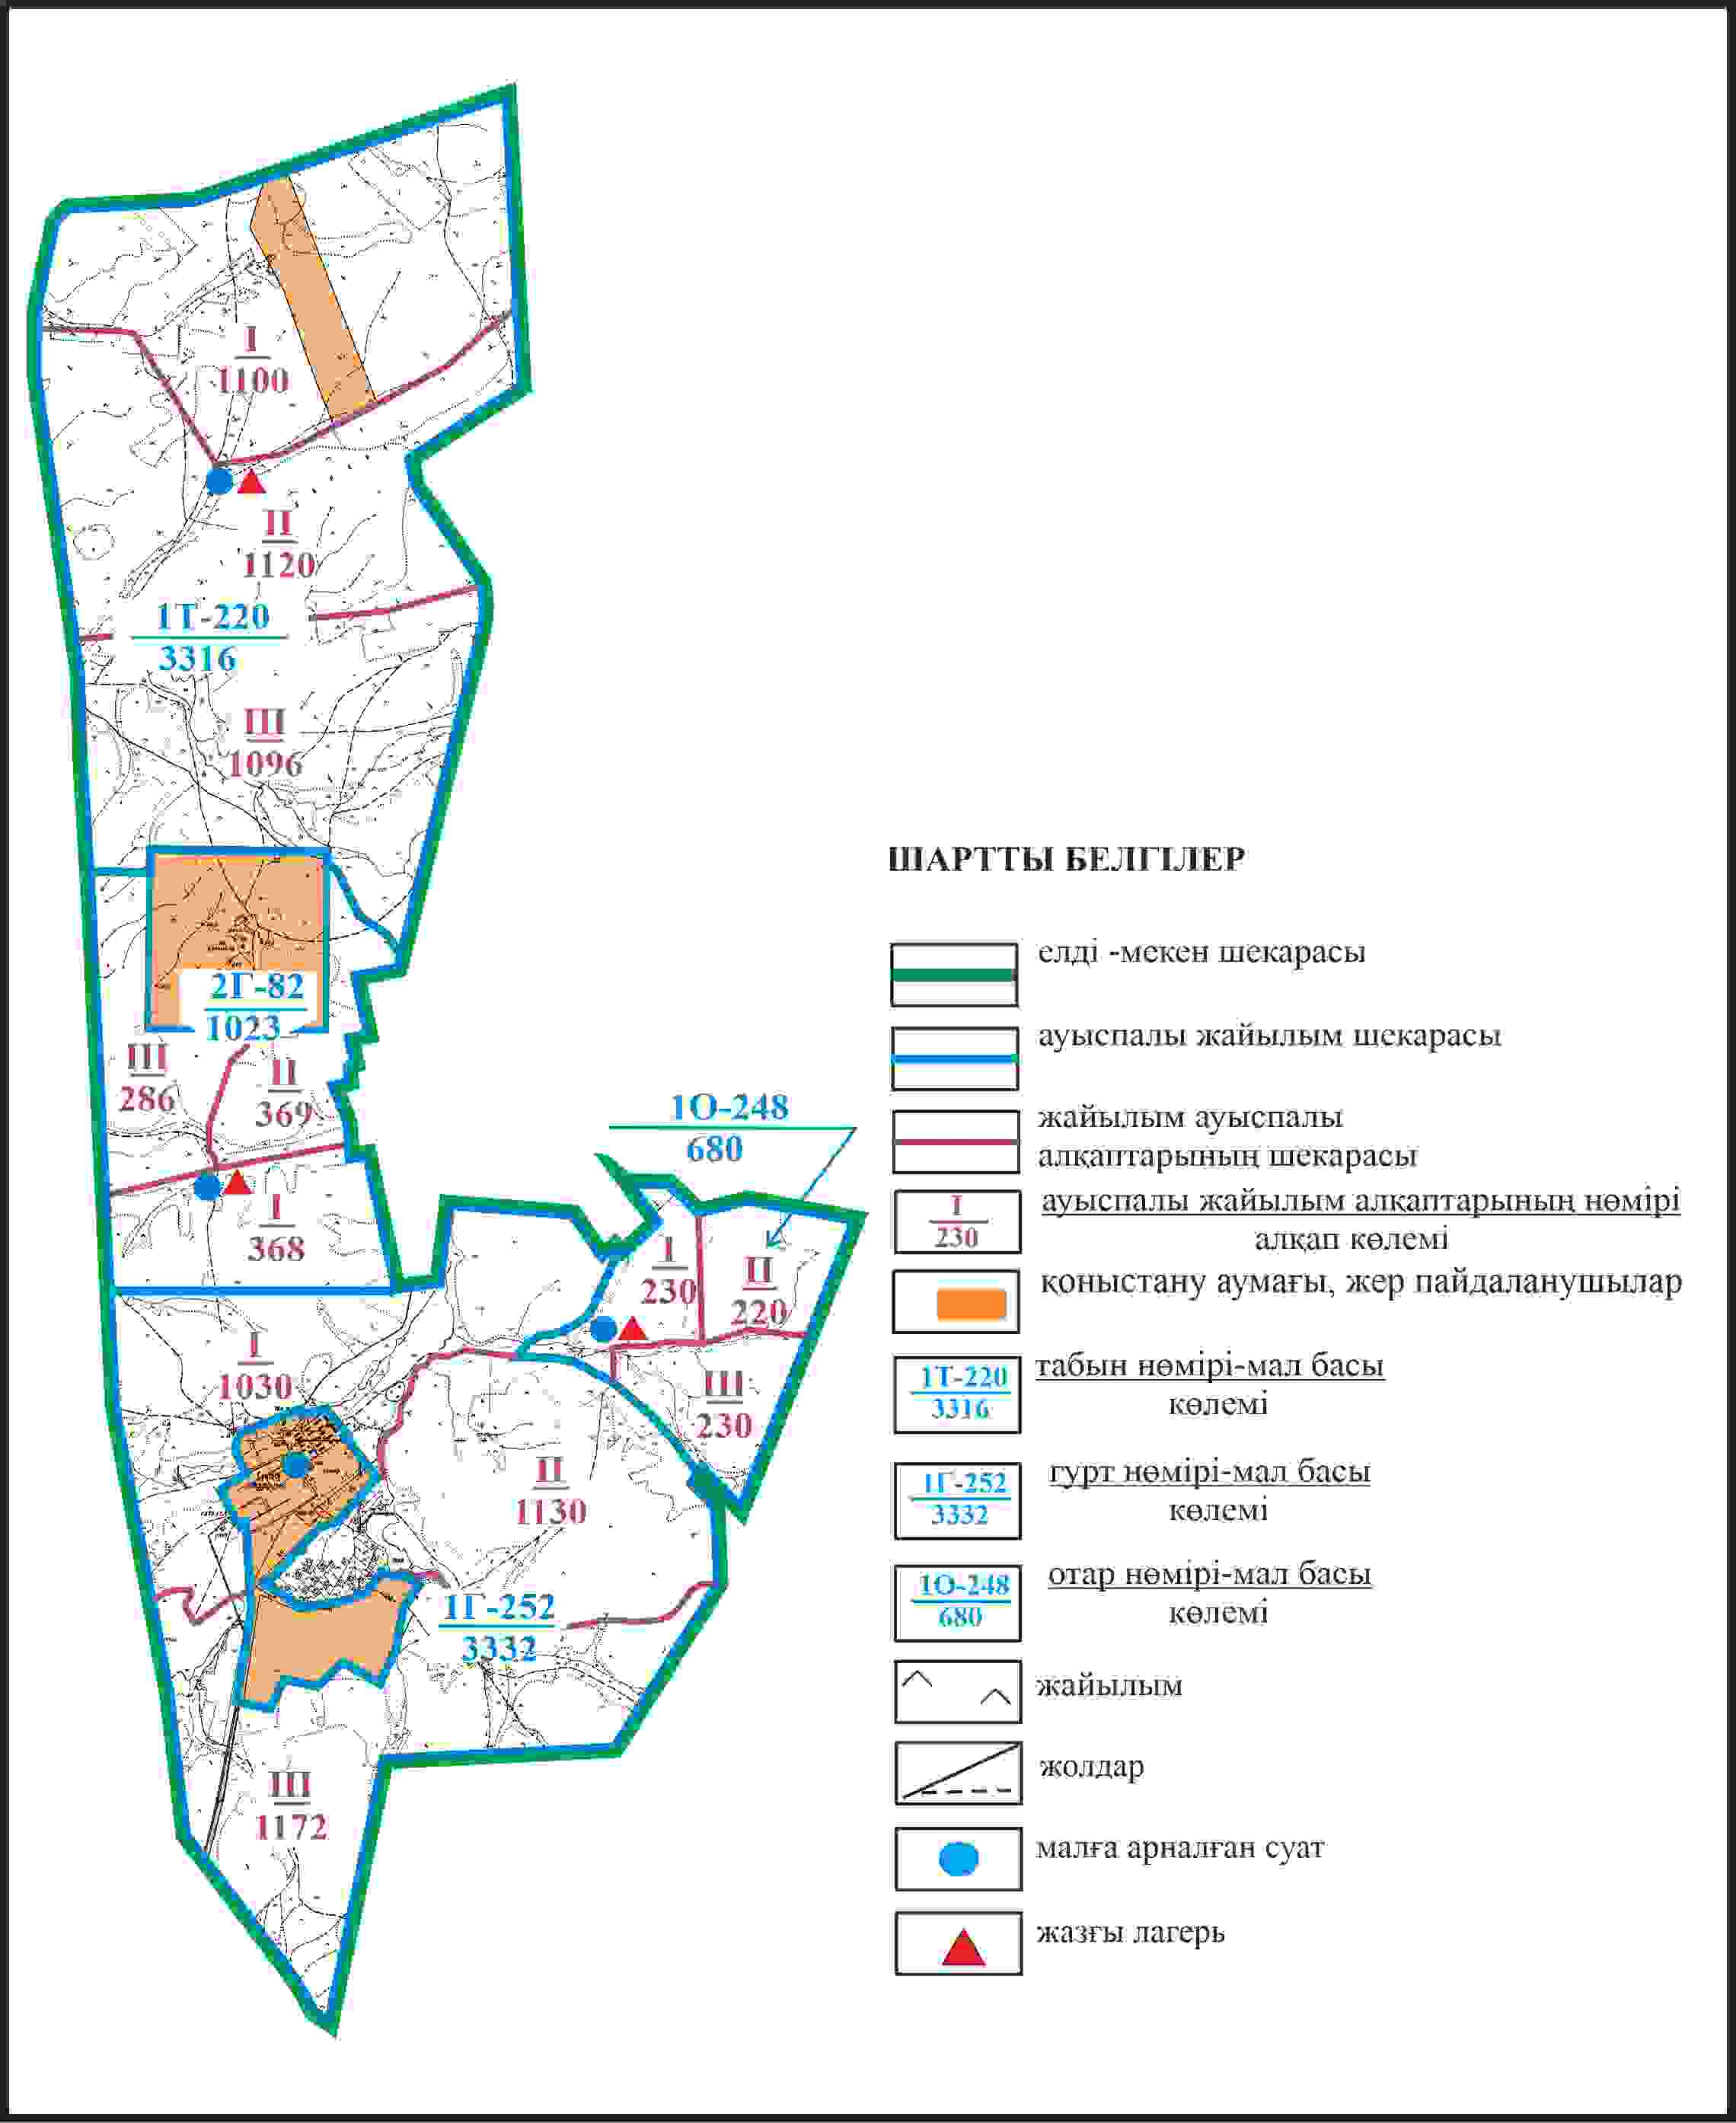 I
1100
II
1120
1Т-220
3316
III
1096
2Г-82
1023
III
286
II
369
I
368
1О-248
680
I
230
II
220
III
230
I
1030
II
1130
1Г-252
3332
III
1172
ШАРТТЫ БЕЛГІЛЕР
елді -мекен шекарасы
ауыспалы жайылым шекарасы
жайылым ауыспалы
алқаптарының шекарасы
I
230
ауыспалы жайылым алқаптарының нөмірі
алқап көлемі
қоныстану аумағы, жер пайдаланушылар
1Т-220
3316
табын нөмірі-мал басы
көлемі
1Г-252
3332
гурт нөмірі-мал басы
көлемі
1О-248
680
отар нөмірі-мал басы
көлемі
жайылым
жолдар
малға арналған суат
жазғы лагерь